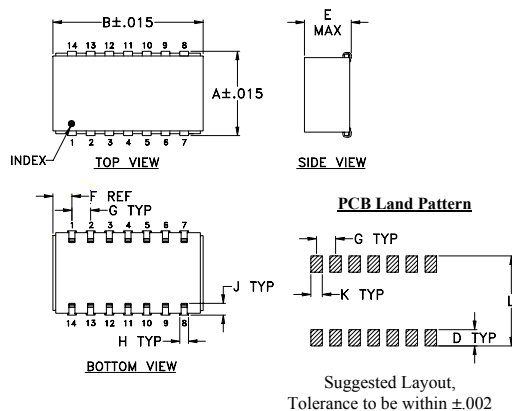 B±.015
14 13 12 11 10 9 8
A±.015
INDEX
1 2 3 4 5 6 7
TOP VIEW
E
MAX
SIDE VIEW
F REF
G TYP
1 2 3 4 5 6 7
J TYP
14 13 12 11 10 9 8
H TYP
BOTTOM VIEW
PCB Land Pattern
G TYP
K TYP
L
D TYP
Suggested Layout,
Tolerance to be within ±.002